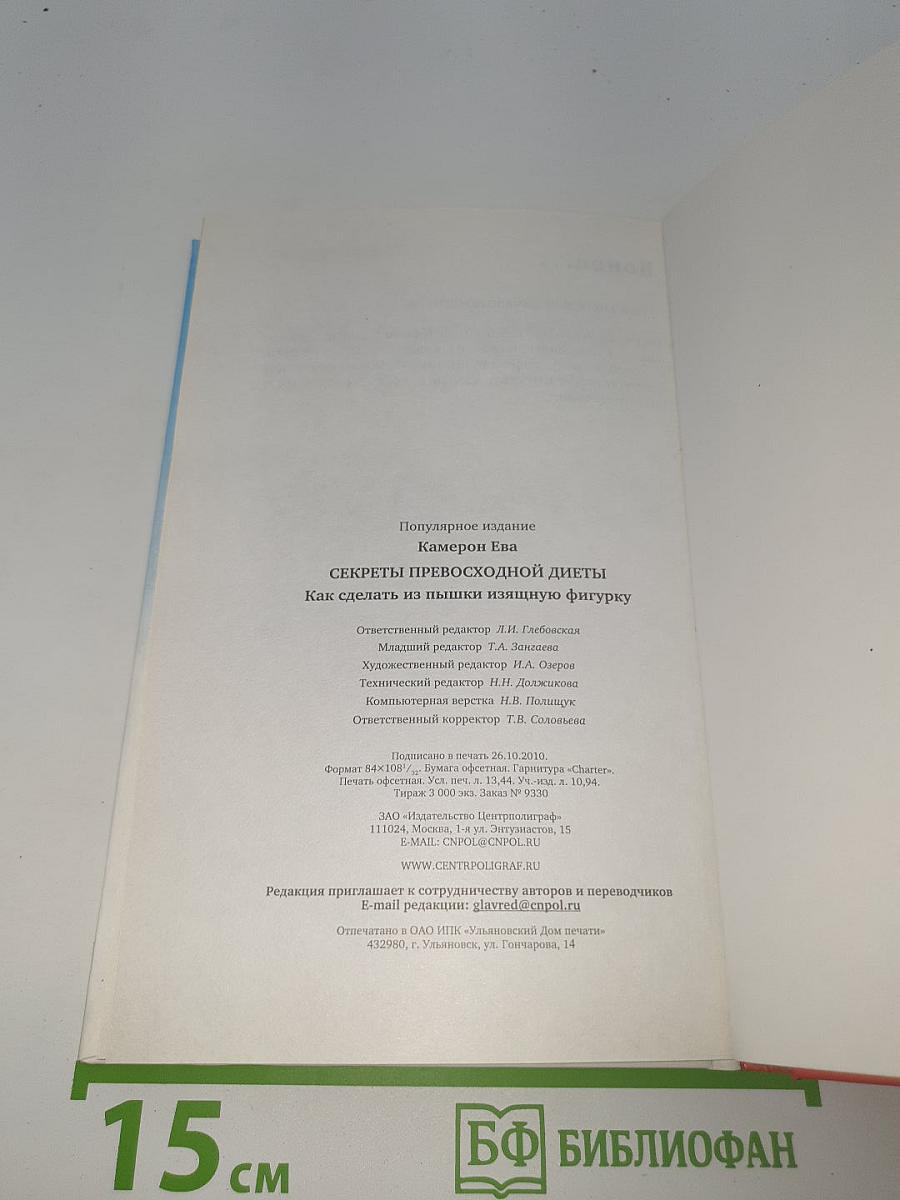 Популярное издание
Камерон Ева
СЕКРЕТЫ ПРЕВОСХОДНОЙ ДИЕТЫ
Как сделать из пышки изящную фигурку
Ответственный редактор Л.И. Глебовская
Младший редактор Т.А. Зангаева
Художественный редактор И.А. Озеров
Технический редактор Н.Н. Должикова
Компьютерная верстка Н.В. Полищук
Ответственный корректор Т.В. Соловьева
Подписано в печать 26.10.2010.
Формат 84×108¹/₃₂. Бумага офсетная. Гарнитура «Charter».
Печать офсетная. Усл. печ. л. 13,44. Уч.-изд. л. 10,94.
Тираж 3 000 экз. Заказ № 9330
ЗАО «Издательство Центрполиграф»
111024, Москва, 1-я ул. Энтузиастов, 15
E-MAIL: CNPOL@CNPOL.RU
WWW.CENTRPOLIGRAF.RU
Редакция приглашает к сотрудничеству авторов и переводчиков
E-mail редакции: glavred@cnpol.ru
Отпечатано в ОАО ИПК «Ульяновский Дом печати»
432980, г. Ульяновск, ул. Гончарова, 14
15 см
БФ БИБЛИОФАН